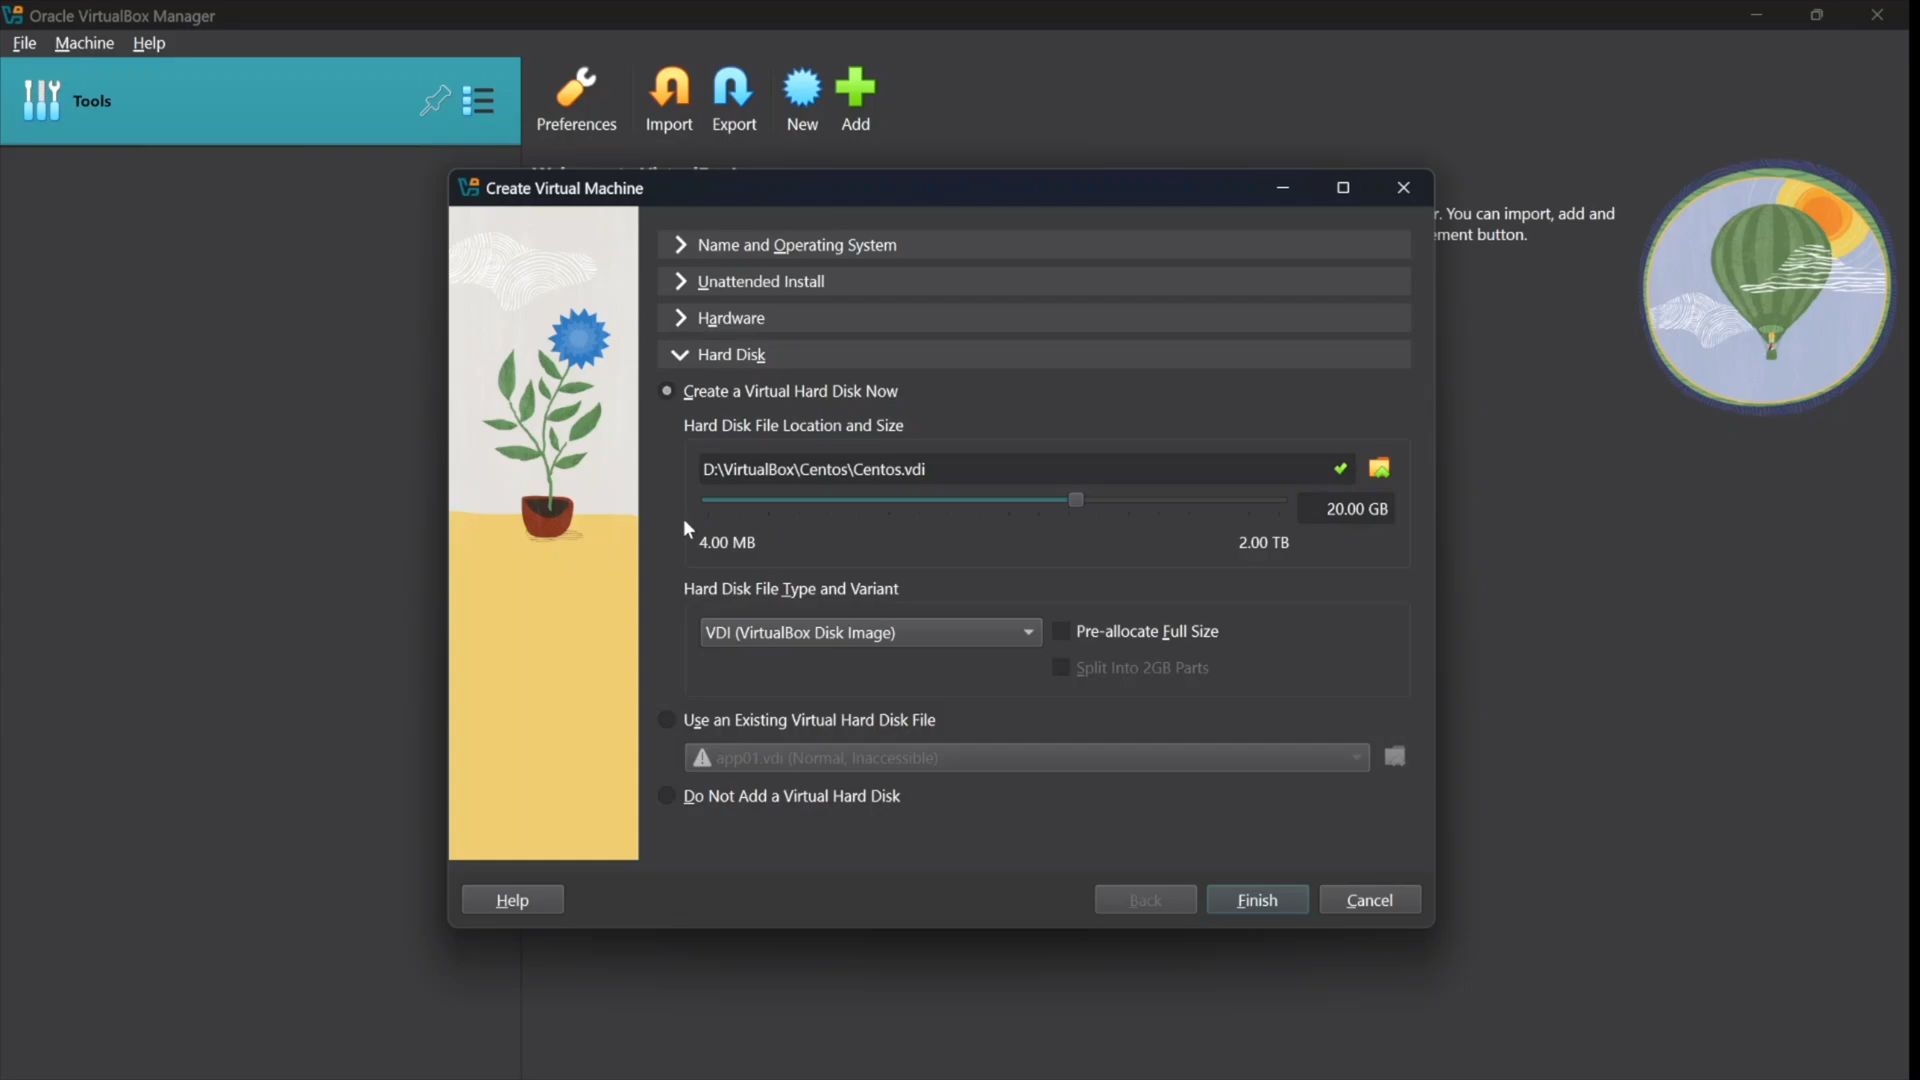 Oracle VirtualBox Manager
File Machine Help
Tools
Preferences Import Export New Add
Create Virtual Machine
r. You can import, add and
ement button.
Name and Operating System
Unattended Install
Hardware
Hard Disk
Create a Virtual Hard Disk Now
Hard Disk File Location and Size
D:\VirtualBox\Centos\Centos.vdi
20.00 GB
4.00 MB 2.00 TB
Hard Disk File Type and Variant
VDI (VirtualBox Disk Image) Pre-allocate Full Size
Split Into 2GB Parts
Use an Existing Virtual Hard Disk File
app01.vdi (Normal, Inaccessible)
Do Not Add a Virtual Hard Disk
Help Back Finish Cancel